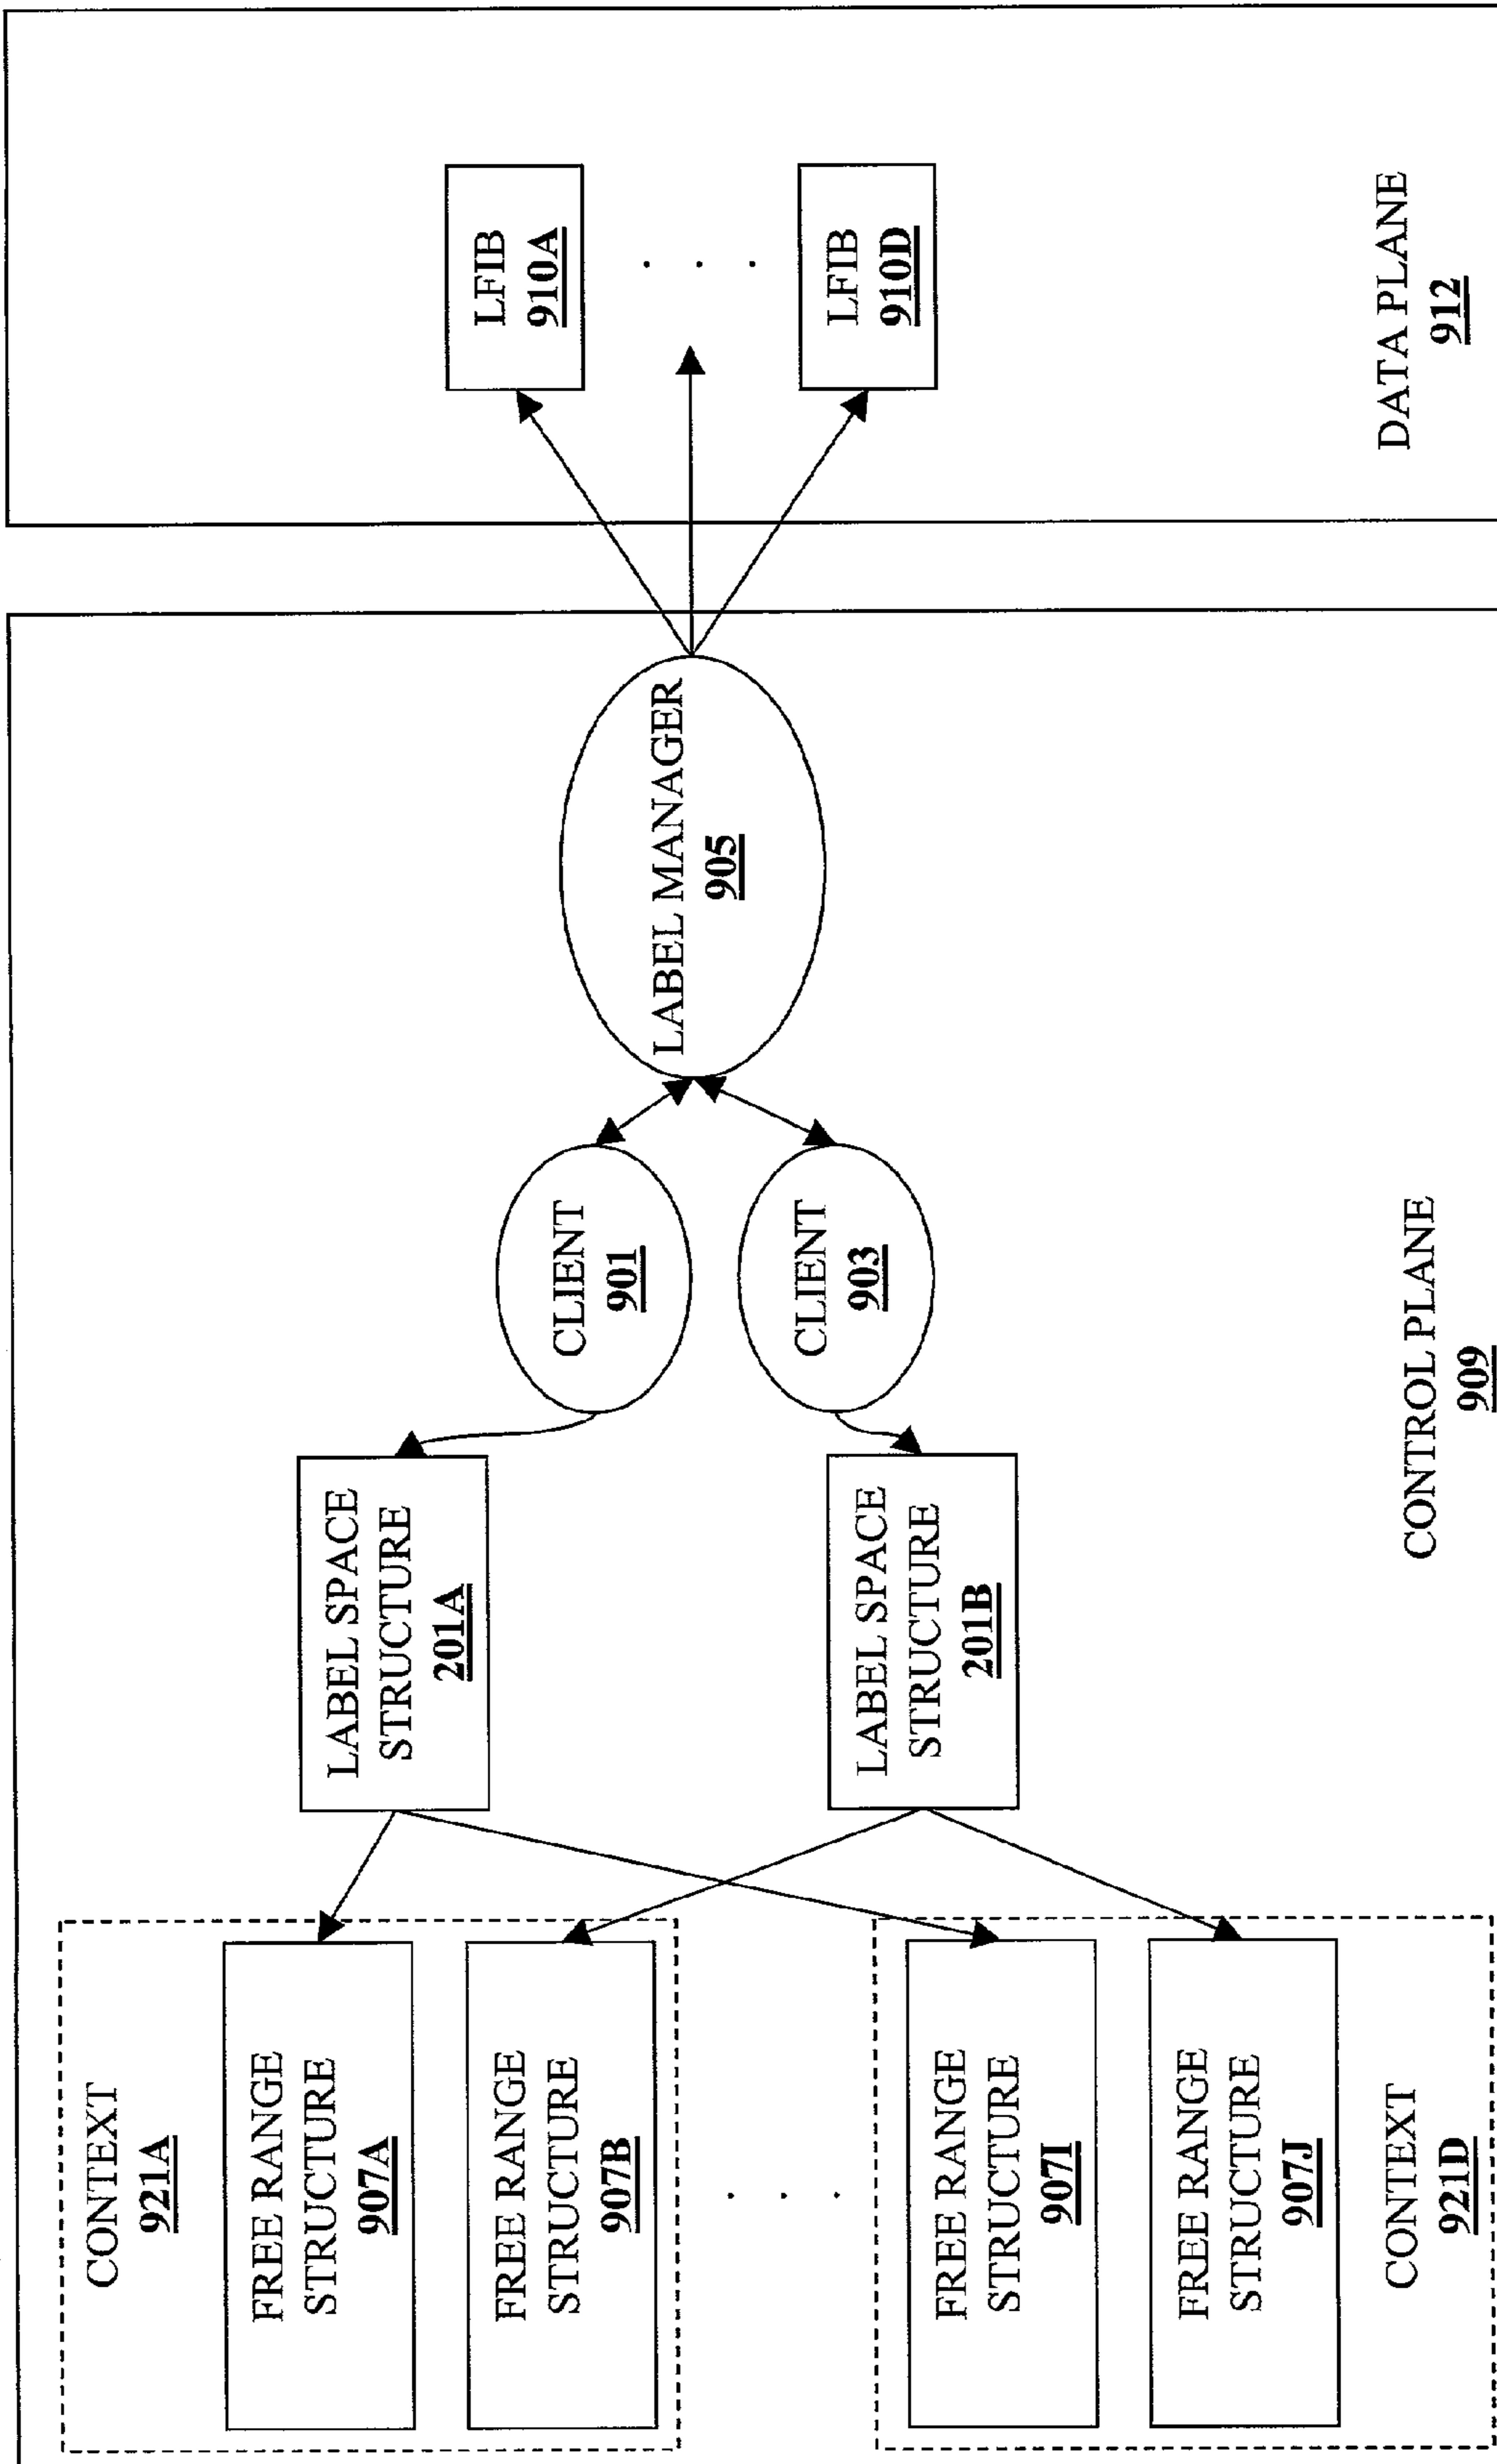 CONTEXT
921A
FREE RANGE
STRUCTURE
907A
FREE RANGE
STRUCTURE
907B
. . .
FREE RANGE
STRUCTURE
907I
FREE RANGE
STRUCTURE
907J
CONTEXT
921D
LABEL SPACE
STRUCTURE
201A
LABEL SPACE
STRUCTURE
201B
CLIENT
901
CLIENT
903
LABEL MANAGER
905
CONTROL PLANE
909
LFIB
910A
. . .
LFIB
910D
DATA PLANE
912